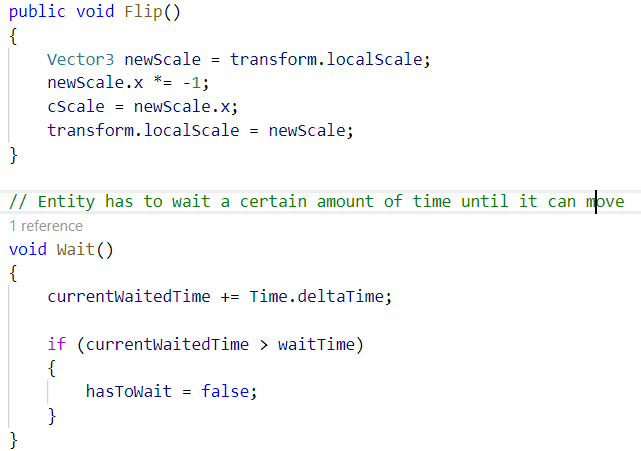 public void Flip()
{
Vector3 newScale = transform.localScale;
newScale.x *= -1;
cScale = newScale.x;
transform.localScale = newScale;
}
// Entity has to wait a certain amount of time until it can move
1 reference
void Wait()
{
currentWaitedTime += Time.deltaTime;
if (currentWaitedTime > waitTime)
{
hasToWait = false;
}
}